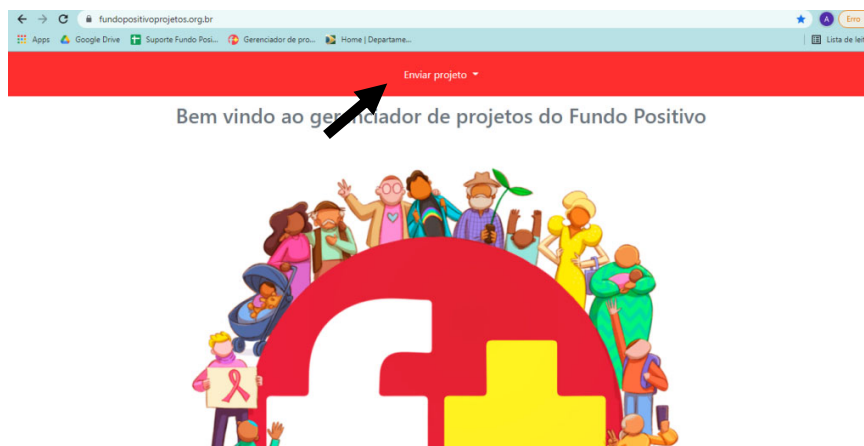 fundopositivoprojetos.org.br
A Erro
Apps Google Drive Suporte Fundo Posi... Gerenciador de pro... Home | Departame... Lista de leit
Enviar projeto
Bem vindo ao gerenciador de projetos do Fundo Positivo
f